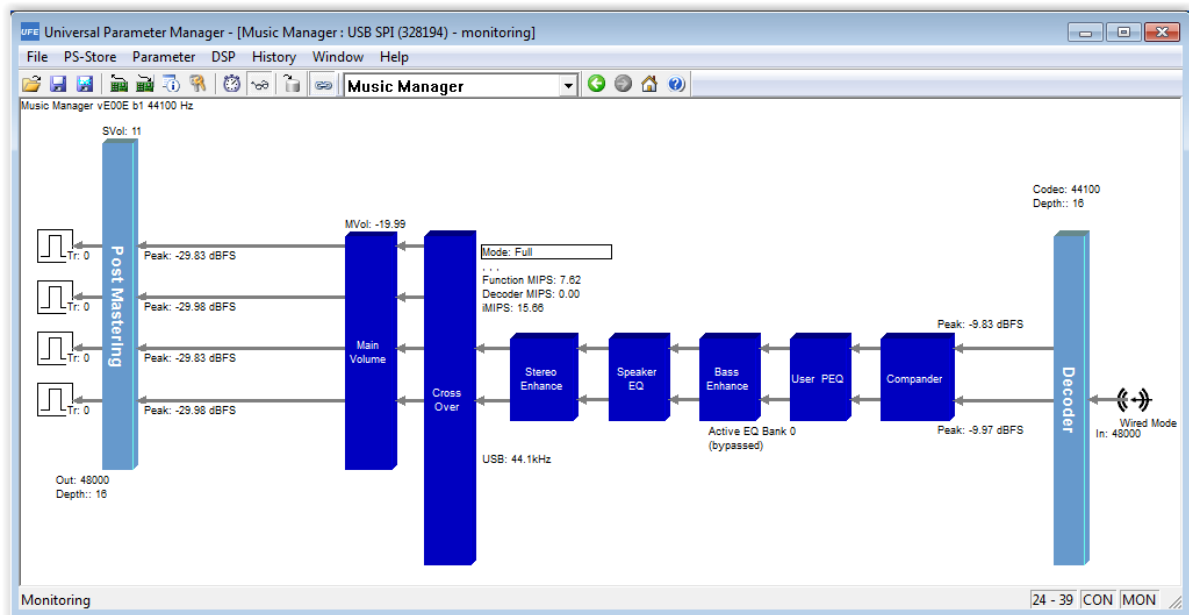 UFE Universal Parameter Manager - [Music Manager : USB SPI (328194) - monitoring]
File PS-Store Parameter DSP History Window Help
Music Manager
Music Manager vE00E b1 44100 Hz
SVol: 11
Post Mastering
Tr: 0
Tr: 0
Tr: 0
Tr: 0
Out: 48000
Depth:: 16
Peak: -29.83 dBFS
Peak: -29.98 dBFS
Peak: -29.83 dBFS
Peak: -29.98 dBFS
MVol: -19.99
Main
Volume
Cross
Over
Mode: Full
. . .
Function MIPS: 7.62
Decoder MIPS: 0.00
iMIPS: 15.66
USB: 44.1kHz
Stereo
Enhance
Speaker
EQ
Bass
Enhance
Active EQ Bank 0
(bypassed)
User PEQ
Compander
Peak: -9.83 dBFS
Peak: -9.97 dBFS
Codec: 44100
Depth:: 16
Decoder
Wired Mode
In: 48000
Monitoring
24 - 39 CON MON